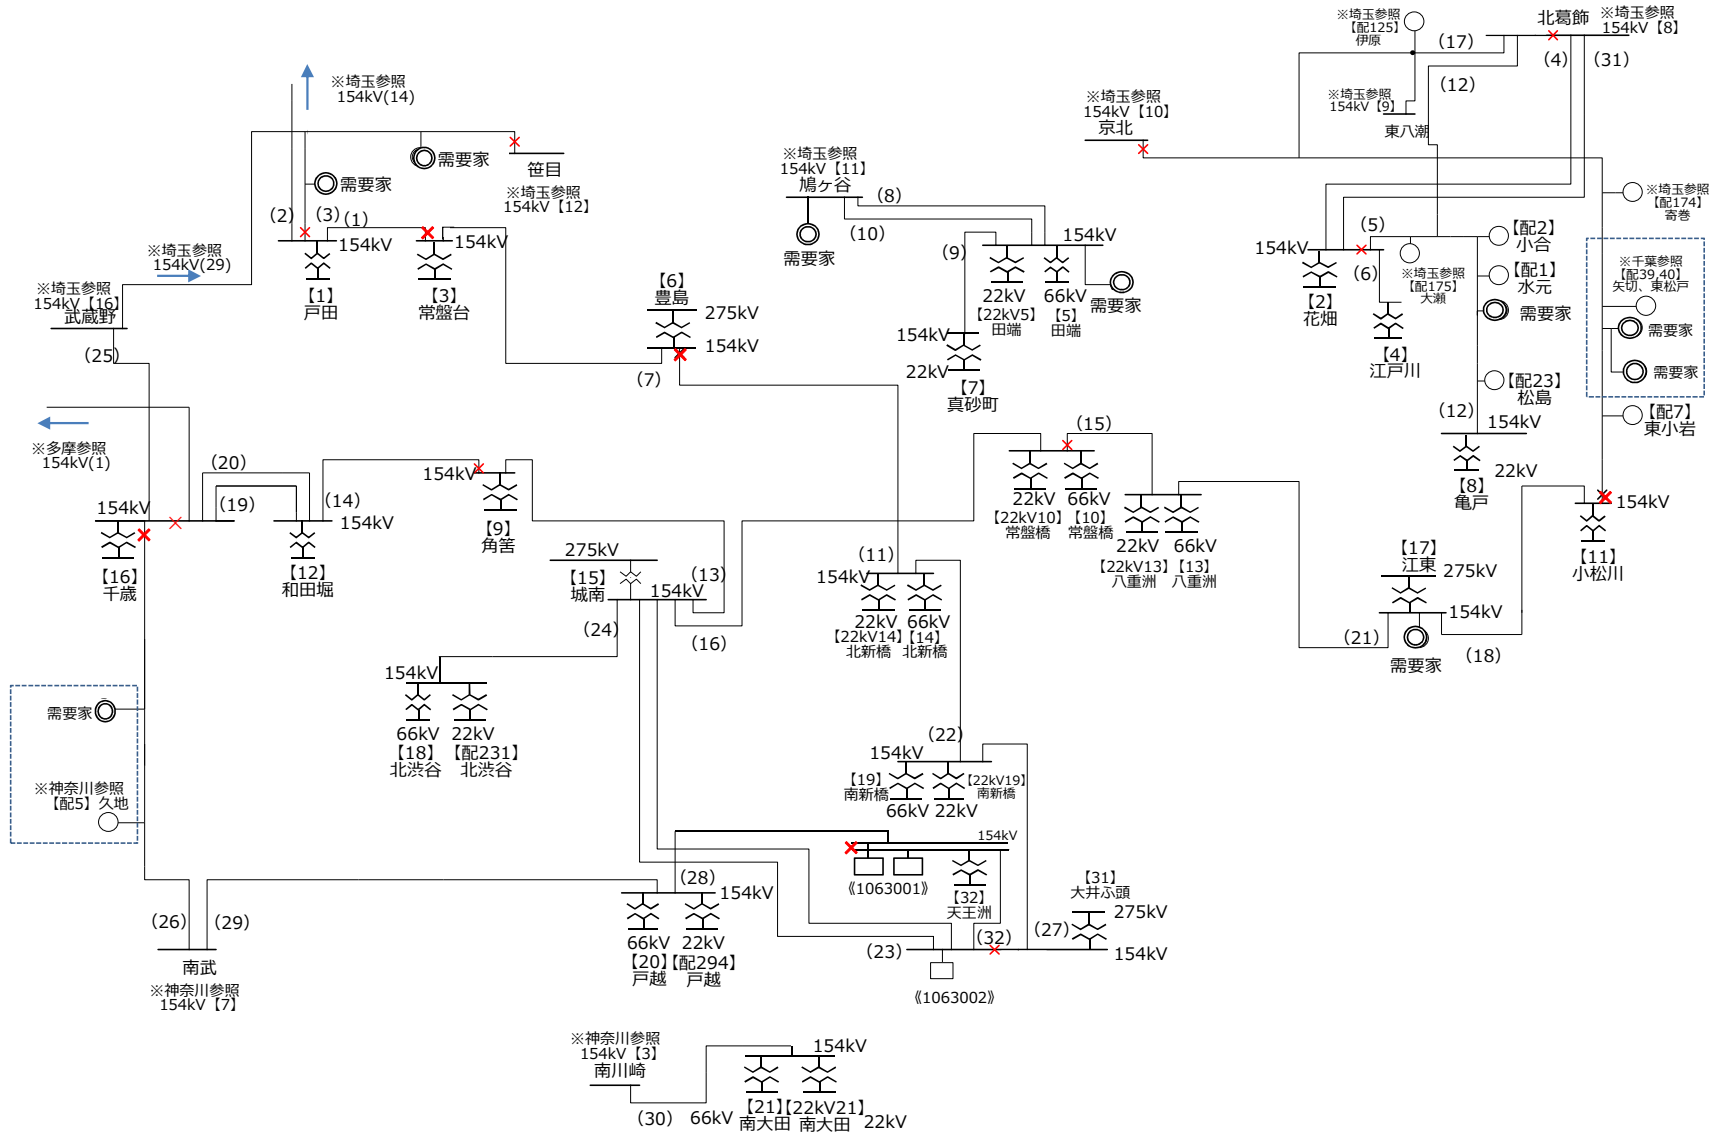 ※埼玉参照
【配125】
伊原
北葛飾
※埼玉参照
154kV【8】
(17)
(4)
(31)
(12)
※埼玉参照
154kV(14)
※埼玉参照
154kV【9】
東八潮
※埼玉参照
154kV【10】
京北
需要家
笹目
※埼玉参照
154kV【12】
需要家
※埼玉参照
154kV【11】
鳩ヶ谷
(8)
(10)
需要家
※埼玉参照
【配174】
寄巻
(2)
(3)
(1)
154kV
154kV
【1】
戸田
【3】
常盤台
※埼玉参照
154kV(29)
※埼玉参照
154kV【16】
武蔵野
(25)
(9)
154kV
22kV
66kV
【22kV5】
田端
【5】
田端
需要家
(5)
154kV
(6)
【2】
花畑
【4】
江戸川
※埼玉参照
【配175】
大瀬
【配2】
小合
【配1】
水元
需要家
※千葉参照
【配39,40】
矢切、東松戸
需要家
需要家
【6】
豊島
275kV
154kV
(7)
154kV
22kV
【7】
真砂町
【配23】
松島
(12)
154kV
22kV
【8】
亀戸
【配7】
東小岩
※多摩参照
154kV(1)
(20)
(19)
(14)
154kV
154kV
【16】
千歳
【12】
和田堀
154kV
【9】
角筈
(15)
22kV
66kV
【22kV10】
常盤橋
【10】
常盤橋
22kV
66kV
【22kV13】
八重洲
【13】
八重洲
154kV
【11】
小松川
275kV
【15】
城南
154kV
(13)
(24)
(16)
(11)
154kV
22kV
66kV
【22kV14】
北新橋
【14】
北新橋
【17】
江東
275kV
154kV
(21)
需要家
(18)
154kV
66kV
22kV
【18】
北渋谷
【配231】
北渋谷
需要家
※神奈川参照
【配5】久地
(22)
154kV
【19】
南新橋
66kV
22kV
【22kV19】
南新橋
154kV
《1063001》
【32】
天王洲
(28)
154kV
66kV
22kV
【20】
戸越
【配294】
戸越
(26)
(29)
南武
※神奈川参照
154kV【7】
【31】
大井ふ頭
275kV
154kV
(23)
(32)
(27)
《1063002》
※神奈川参照
154kV【3】
南川崎
(30)
66kV
154kV
【21】
南大田
【22kV21】
南大田
22kV